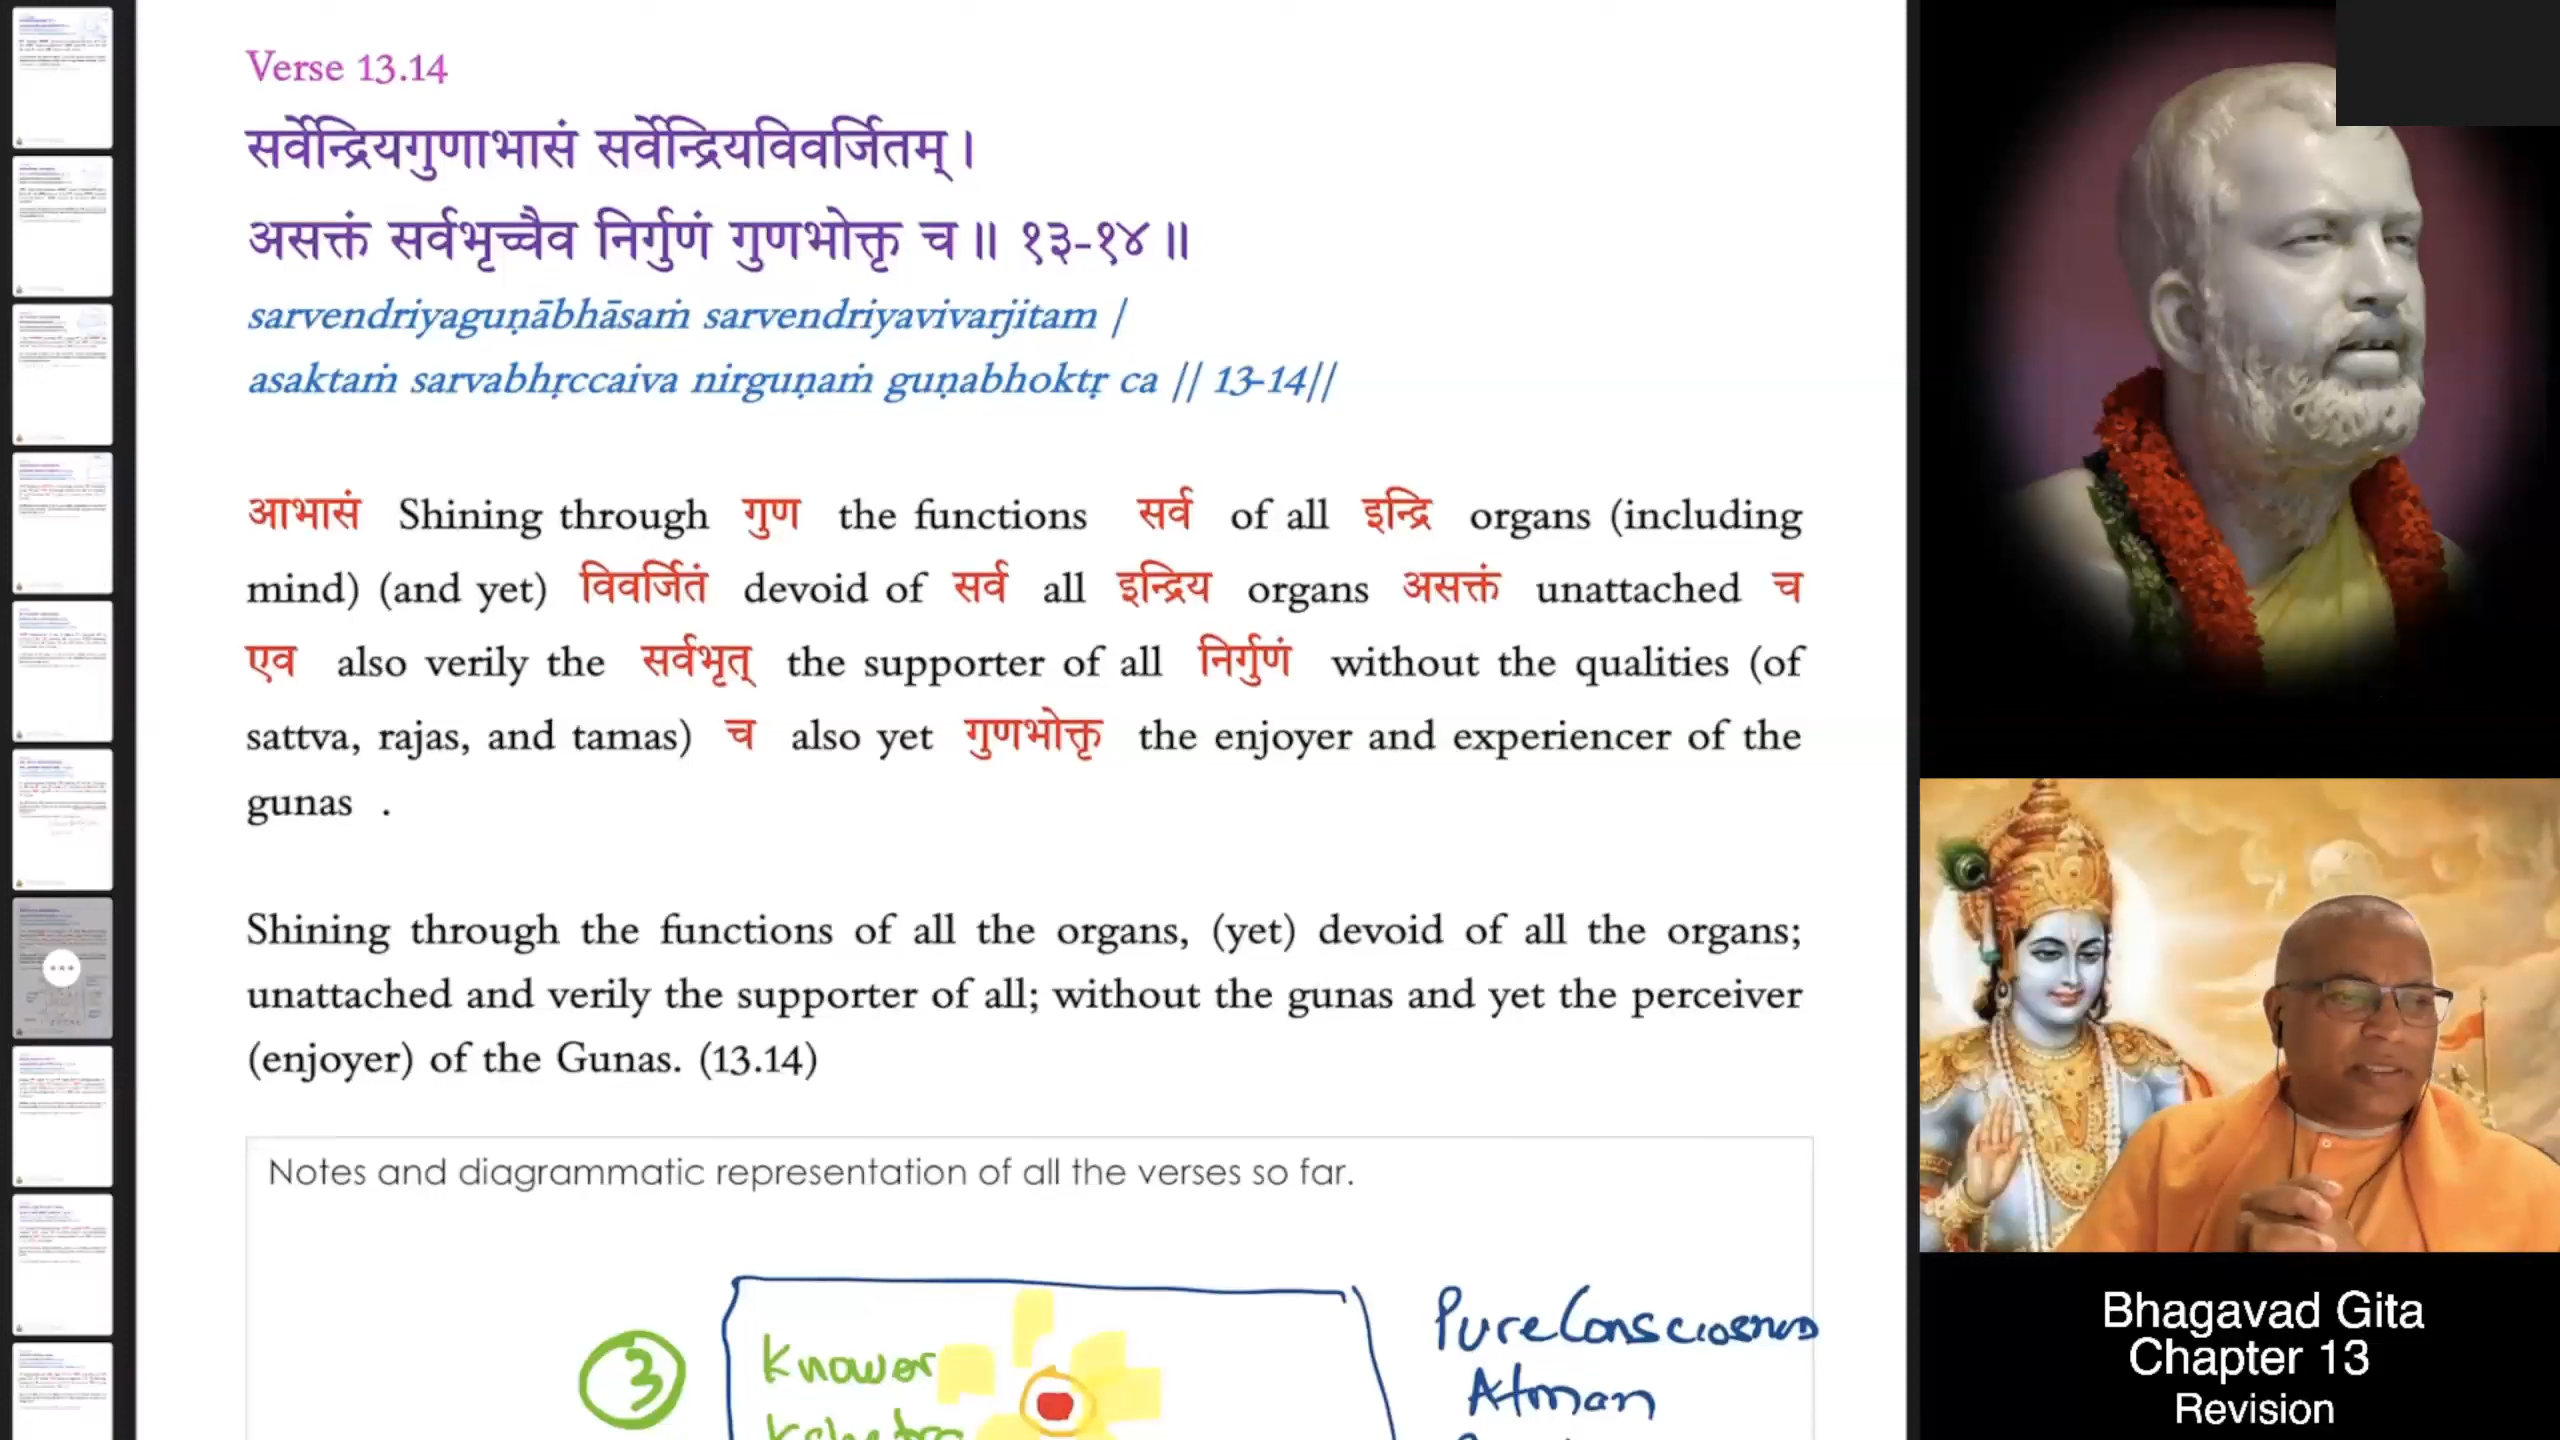 Verse 13.14
सर्वेन्द्रियगुणाभासं सर्वेन्द्रियविवर्जितम् ।
असक्तं सर्वभृच्चैव निर्गुणं गुणभोक्तृ च ॥ १३-१४ ॥
sarvendriyaguṇābhāsaṁ sarvendriyavivarjitam |
asaktaṁ sarvabhṛccaiva nirguṇaṁ guṇabhoktṛ ca || 13-14||
आभासं Shining through गुण the functions सर्व of all इन्द्रि organs (including
mind) (and yet) विवर्जितं devoid of सर्व all इन्द्रिय organs असक्तं unattached च
एव also verily the सर्वभृत् the supporter of all निर्गुणं without the qualities (of
sattva, rajas, and tamas) च also yet गुणभोक्तृ the enjoyer and experiencer of the
gunas .
Shining through the functions of all the organs, (yet) devoid of all the organs;
unattached and verily the supporter of all; without the gunas and yet the perceiver
(enjoyer) of the Gunas. (13.14)
Notes and diagrammatic representation of all the verses so far.
3
Knower
Pure Consciosness
Atman
Bhagavad Gita
Chapter 13
Revision